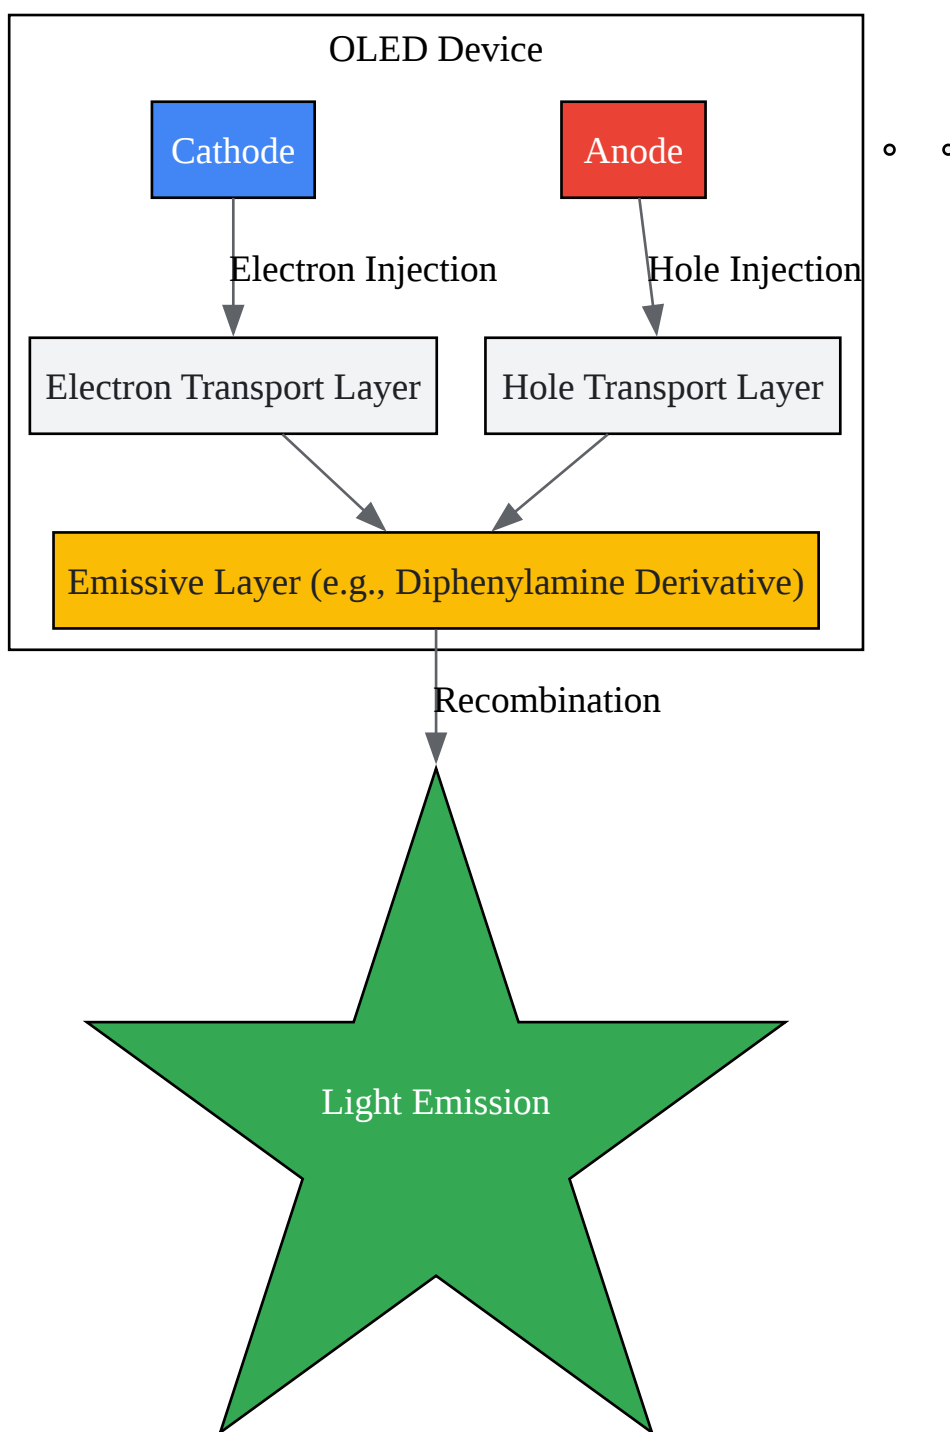 OLED Device
Cathode
Anode
Electron Injection
Hole Injection
Electron Transport Layer
Hole Transport Layer
Emissive Layer (e.g., Diphenylamine Derivative)
Recombination
Light Emission